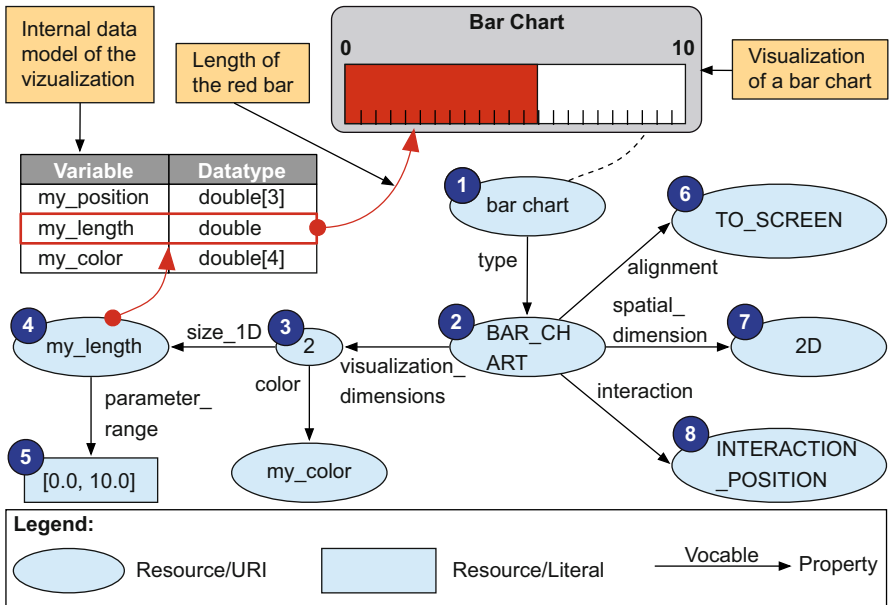 Internal data
model of the
vizualization
Length of
the red bar
Bar Chart
0
10
Visualization
of a bar chart
Variable
Datatype
my_position
double[3]
my_length
double
my_color
double[4]
1
bar chart
6
TO_SCREEN
type
alignment
4
my_length
size_1D
3
2
color
visualization_
dimensions
2
BAR_CH
ART
spatial_
dimension
7
2D
interaction
parameter_
range
5
[0.0, 10.0]
my_color
8
INTERACTION
_POSITION
Legend:
Resource/URI
Resource/Literal
Vocable
Property